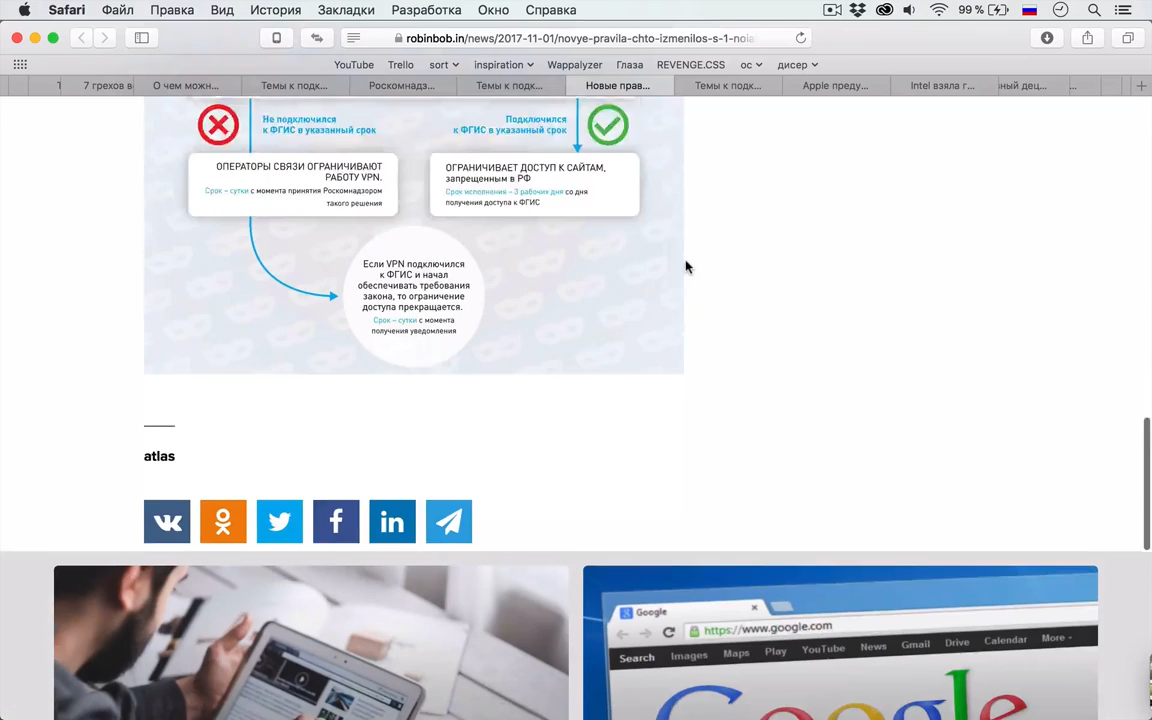 Safari Файл Правка Вид История Закладки Разработка Окно Справка 99 %
robinbob.in/news/2017-11-01/novye-pravila-chto-izmenilos-s-1-noia
YouTube Trello sort inspiration Wappalyzer Глаза REVENGE.CSS ос дисер
7 грехов в О чем можн... Темы к подк... Роскомнадз... Темы к подк... Новые прав... Темы к подк... Apple преду... Intel взяла г... ный дец...
Не подключился
к ФГИС в указанный срок
Подключился
к ФГИС в указанный срок
ОПЕРАТОРЫ СВЯЗИ ОГРАНИЧИВАЮТ
РАБОТУ VPN.
Срок – сутки с момента принятия Роскомнадзором
такого решения
ОГРАНИЧИВАЕТ ДОСТУП К САЙТАМ,
запрещенным в РФ
Срок исполнения – 3 рабочих дня со дня
получения доступа к ФГИС
Если VPN подключился
к ФГИС и начал
обеспечивать требования
закона, то ограничение
доступа прекращается.
Срок – сутки с момента
получения уведомления
atlas
Google
https://www.google.com
Search Images Maps Play YouTube News Gmail Drive Calendar More
Google